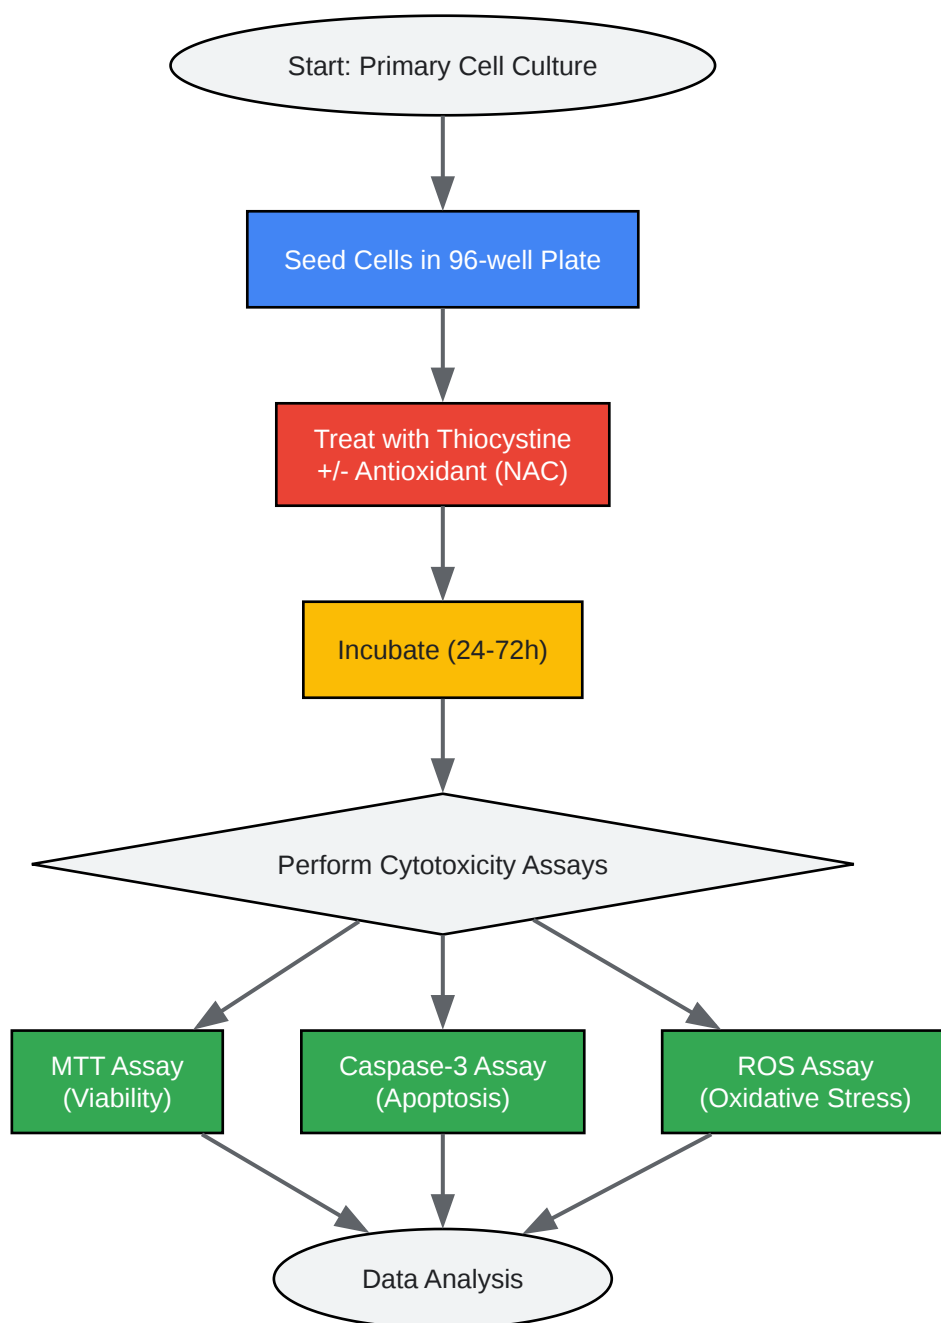 Start: Primary Cell Culture
Seed Cells in 96-well Plate
Treat with Thiocystine
+/- Antioxidant (NAC)
Incubate (24-72h)
Perform Cytotoxicity Assays
MTT Assay
(Viability)
Caspase-3 Assay
(Apoptosis)
ROS Assay
(Oxidative Stress)
Data Analysis